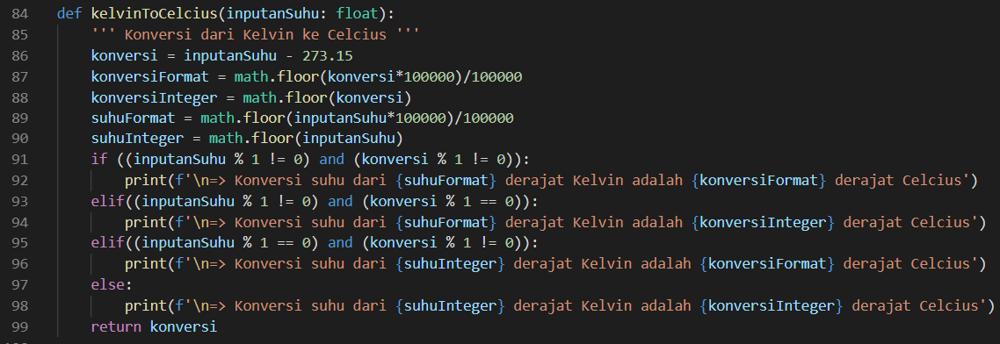 84 def kelvinToCelcius(inputanSuhu: float):
85     ''' Konversi dari Kelvin ke Celcius '''
86     konversi = inputanSuhu - 273.15
87     konversiFormat = math.floor(konversi*100000)/100000
88     konversiInteger = math.floor(konversi)
89     suhuFormat = math.floor(inputanSuhu*100000)/100000
90     suhuInteger = math.floor(inputanSuhu)
91     if ((inputanSuhu % 1 != 0) and (konversi % 1 != 0)):
92         print(f'\n=> Konversi suhu dari {suhuFormat} derajat Kelvin adalah {konversiFormat} derajat Celcius')
93     elif((inputanSuhu % 1 != 0) and (konversi % 1 == 0)):
94         print(f'\n=> Konversi suhu dari {suhuFormat} derajat Kelvin adalah {konversiInteger} derajat Celcius')
95     elif((inputanSuhu % 1 == 0) and (konversi % 1 != 0)):
96         print(f'\n=> Konversi suhu dari {suhuInteger} derajat Kelvin adalah {konversiFormat} derajat Celcius')
97     else:
98         print(f'\n=> Konversi suhu dari {suhuInteger} derajat Kelvin adalah {konversiInteger} derajat Celcius')
99     return konversi